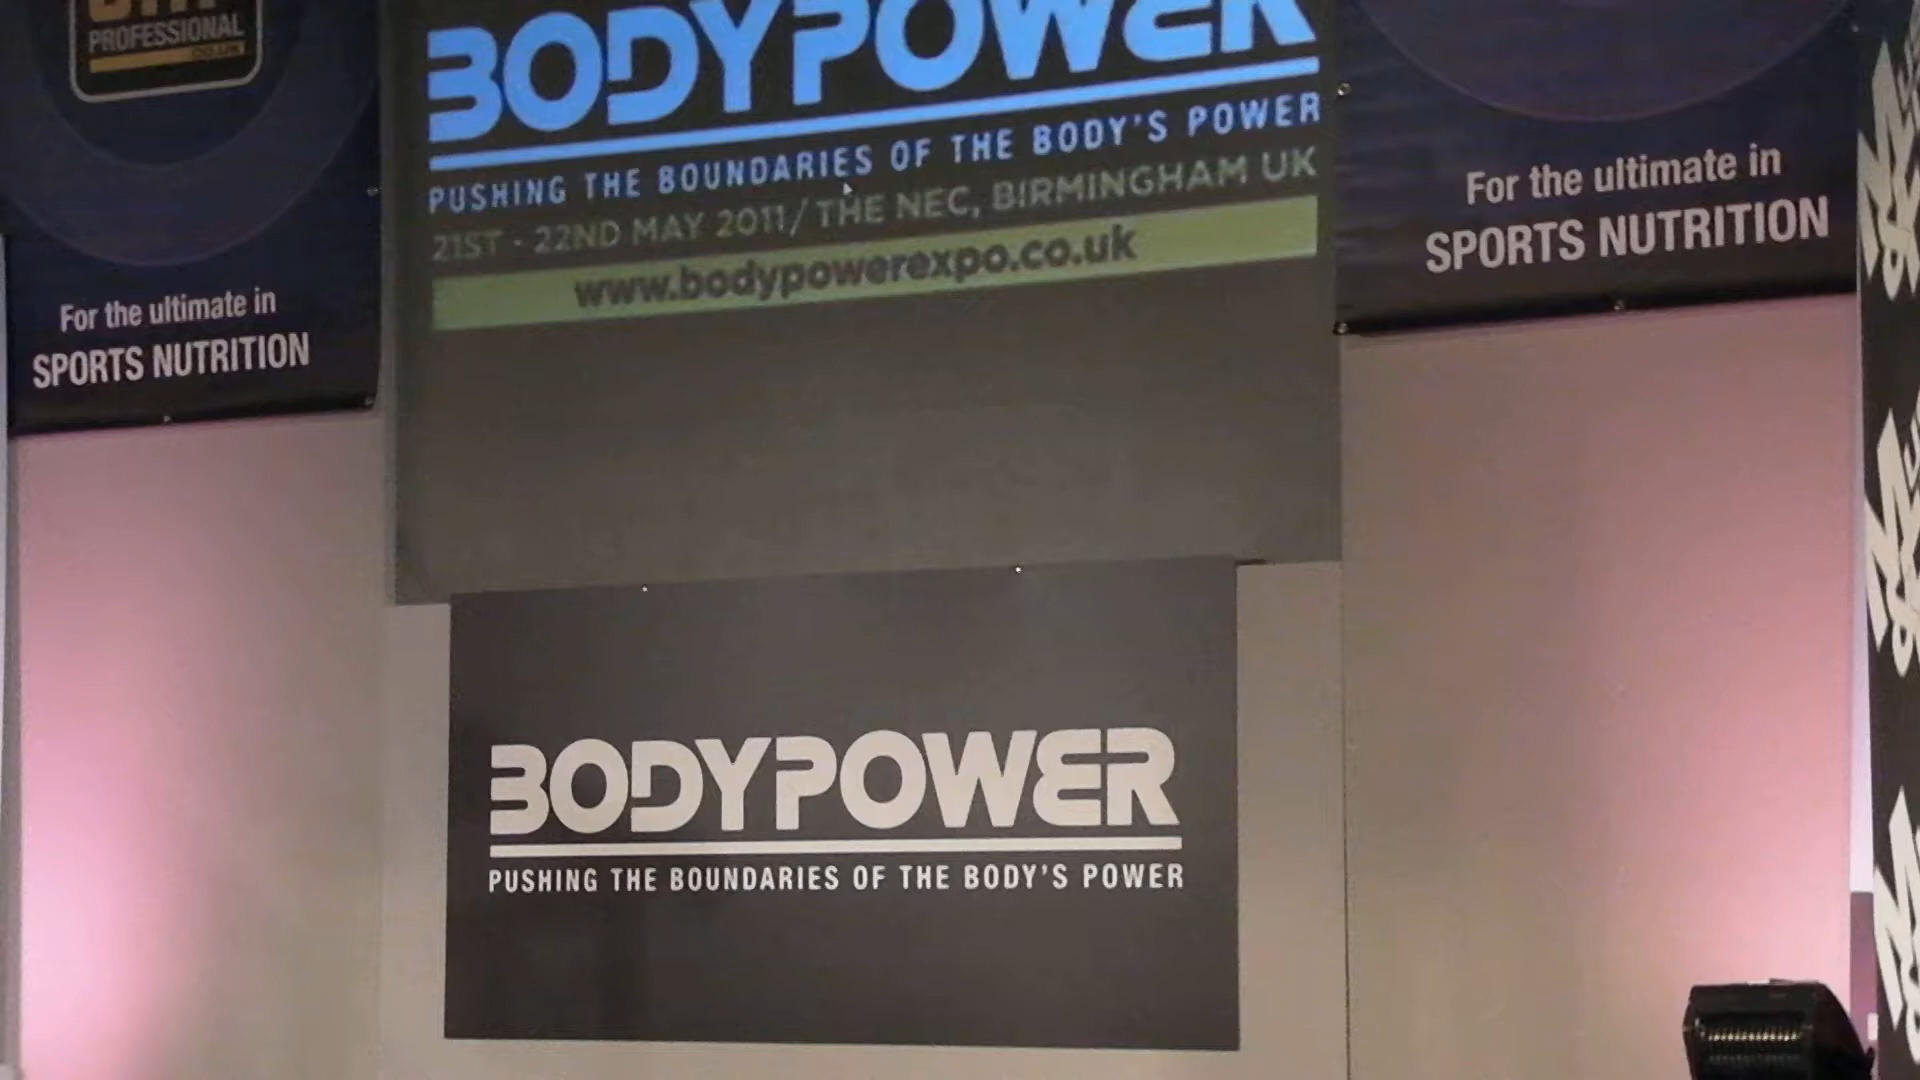 PROFESSIONAL
.CO.UK
For the ultimate in
SPORTS NUTRITION
BODYPOWER
PUSHING THE BOUNDARIES OF THE BODY'S POWER
21ST - 22ND MAY 2011/ THE NEC, BIRMINGHAM UK
www.bodypowerexpo.co.uk
For the ultimate in
SPORTS NUTRITION
BODYPOWER
PUSHING THE BOUNDARIES OF THE BODY'S POWER